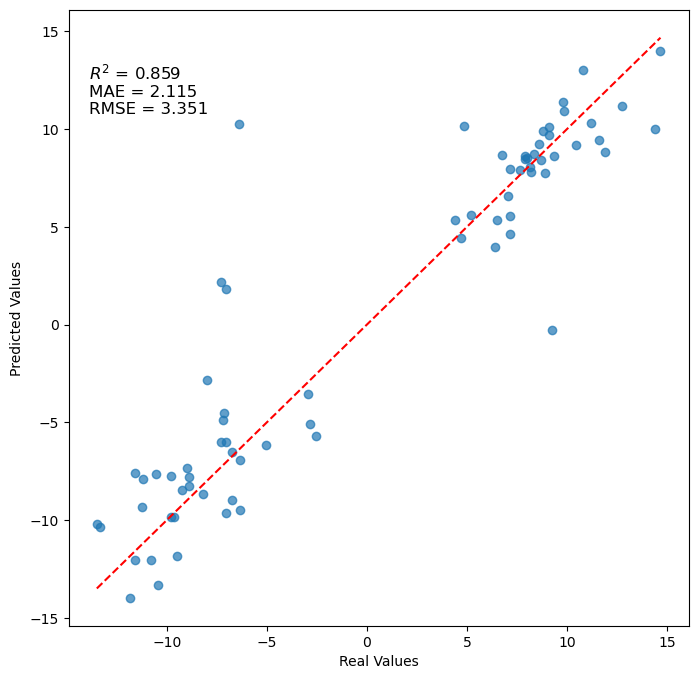 15
10
5
0
−5
−10
−15
R² = 0.859
MAE = 2.115
RMSE = 3.351
Predicted Values
−10
−5
0
5
10
15
Real Values